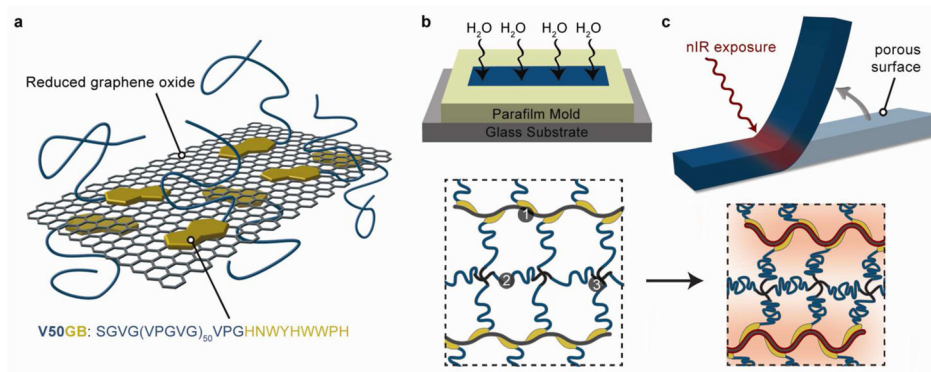 a
Reduced graphene oxide
V50GB: SGVG(VPGVG)50VPGHNWYHWWPH
b
H2O H2O H2O H2O
Parafilm Mold
Glass Substrate
1
2
3
c
nIR exposure
porous
surface